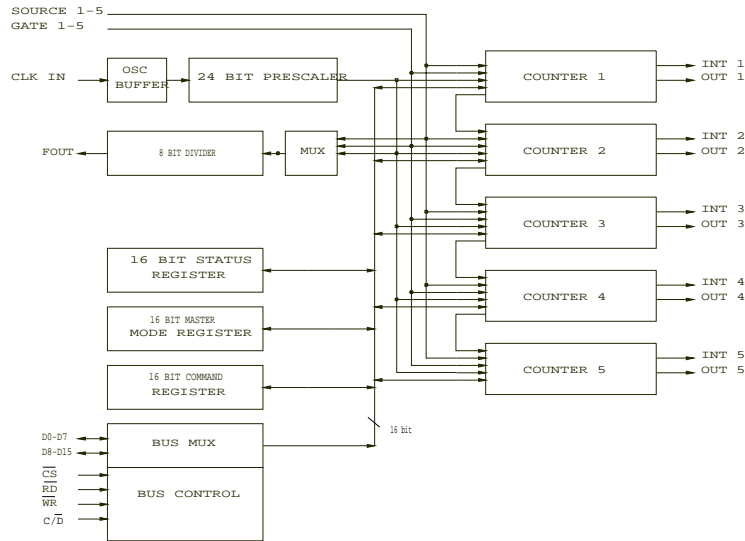 SOURCE 1-5
GATE 1-5
CLK IN
OSC
BUFFER
24 BIT PRESCALER
COUNTER 1
INT 1
OUT 1
FOUT
8 BIT DIVIDER
MUX
COUNTER 2
INT 2
OUT 2
COUNTER 3
INT 3
OUT 3
16 BIT STATUS
REGISTER
COUNTER 4
INT 4
OUT 4
16 BIT MASTER
MODE REGISTER
COUNTER 5
INT 5
OUT 5
16 BIT COMMAND
REGISTER
16 bit
D0-D7
D8-D15
BUS MUX
C̅S̅
R̅D̅
W̅R̅
C/D̅
BUS CONTROL